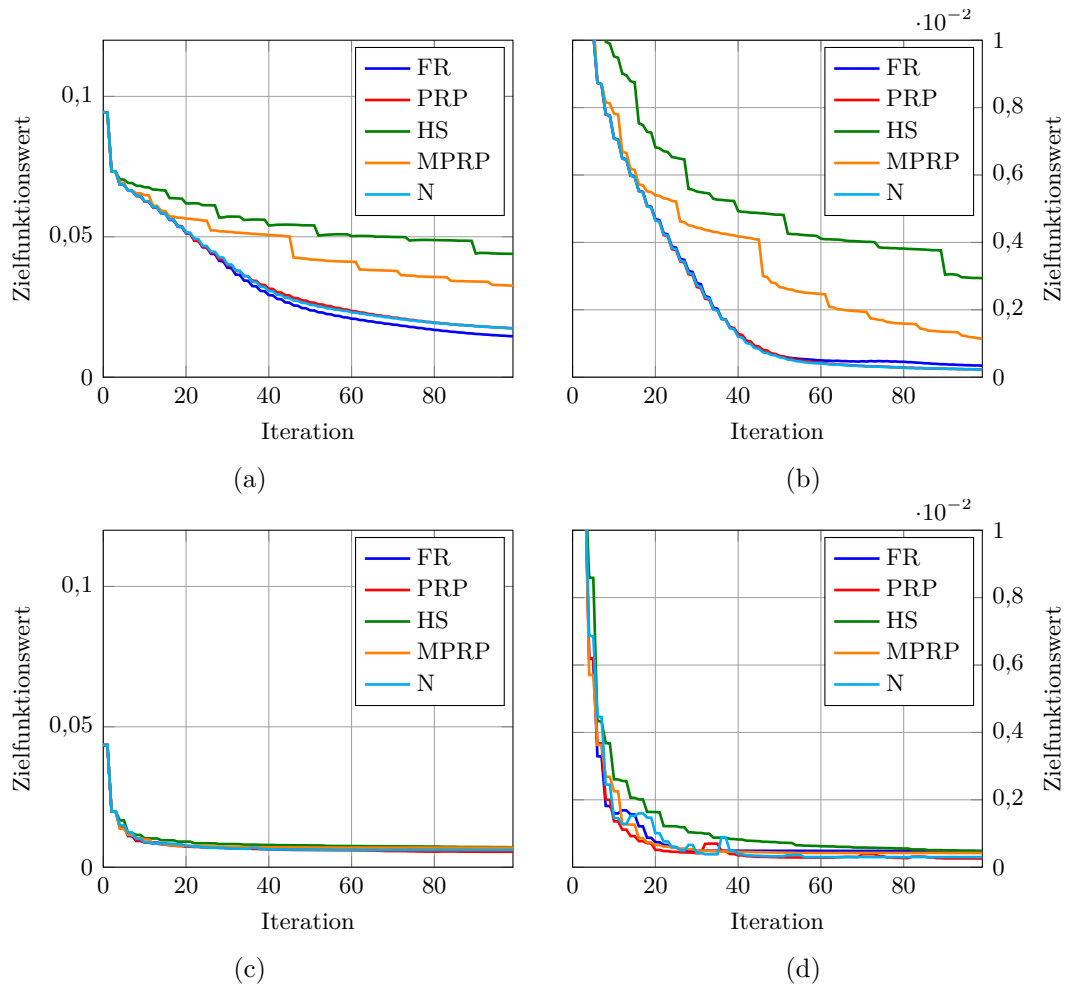 0 20 40 60 80
0
0,05
0,1
Iteration
Zielfunktionswert
FR
PRP
HS
MPRP
N
(a)
0 20 40 60 80
0
0,2
0,4
0,6
0,8
1
·10⁻²
Iteration
Zielfunktionswert
FR
PRP
HS
MPRP
N
(b)
0 20 40 60 80
0
0,05
0,1
Iteration
Zielfunktionswert
FR
PRP
HS
MPRP
N
(c)
0 20 40 60 80
0
0,2
0,4
0,6
0,8
1
·10⁻²
Iteration
Zielfunktionswert
FR
PRP
HS
MPRP
N
(d)